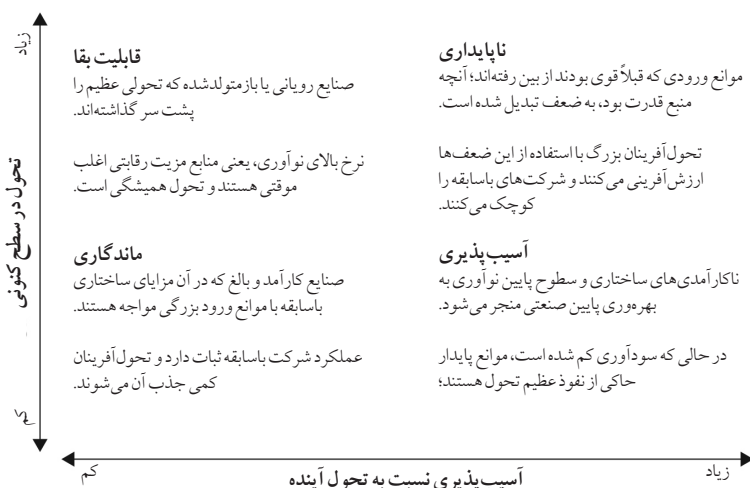 زیاد
تحول در سطح کنونی
کم
ناپایداری
موانع ورودی که قبلاً قوی بودند از بین رفته‌اند؛ آنچه
منبع قدرت بود، به ضعف تبدیل شده است.
تحول‌آفرینان بزرگ با استفاده از این ضعف‌ها
ارزش‌آفرینی می‌کنند و شرکت‌های باسابقه را
کوچک می‌کنند.
قابلیت بقا
صنایع رویانی یا بازمتولدشده که تحولی عظیم را
پشت سر گذاشته‌اند.
نرخ بالای نوآوری، یعنی منابع مزیت رقابتی اغلب
موقتی هستند و تحول همیشگی است.
آسیب‌پذیری
ناکارآمدی‌های ساختاری و سطوح پایین نوآوری به
بهره‌وری پایین صنعتی منجر می‌شود.
در حالی که سودآوری کم شده است، موانع پایدار
حاکی از نفوذ عظیم تحول هستند؛
ماندگاری
صنایع کارآمد و بالغ که در آن مزایای ساختاری
باسابقه با موانع ورود بزرگی مواجه هستند.
عملکرد شرکت باسابقه ثبات دارد و تحول‌آفرینان
کمی جذب آن می‌شوند.
زیاد
آسیب‌پذیری نسبت به تحول آینده
کم